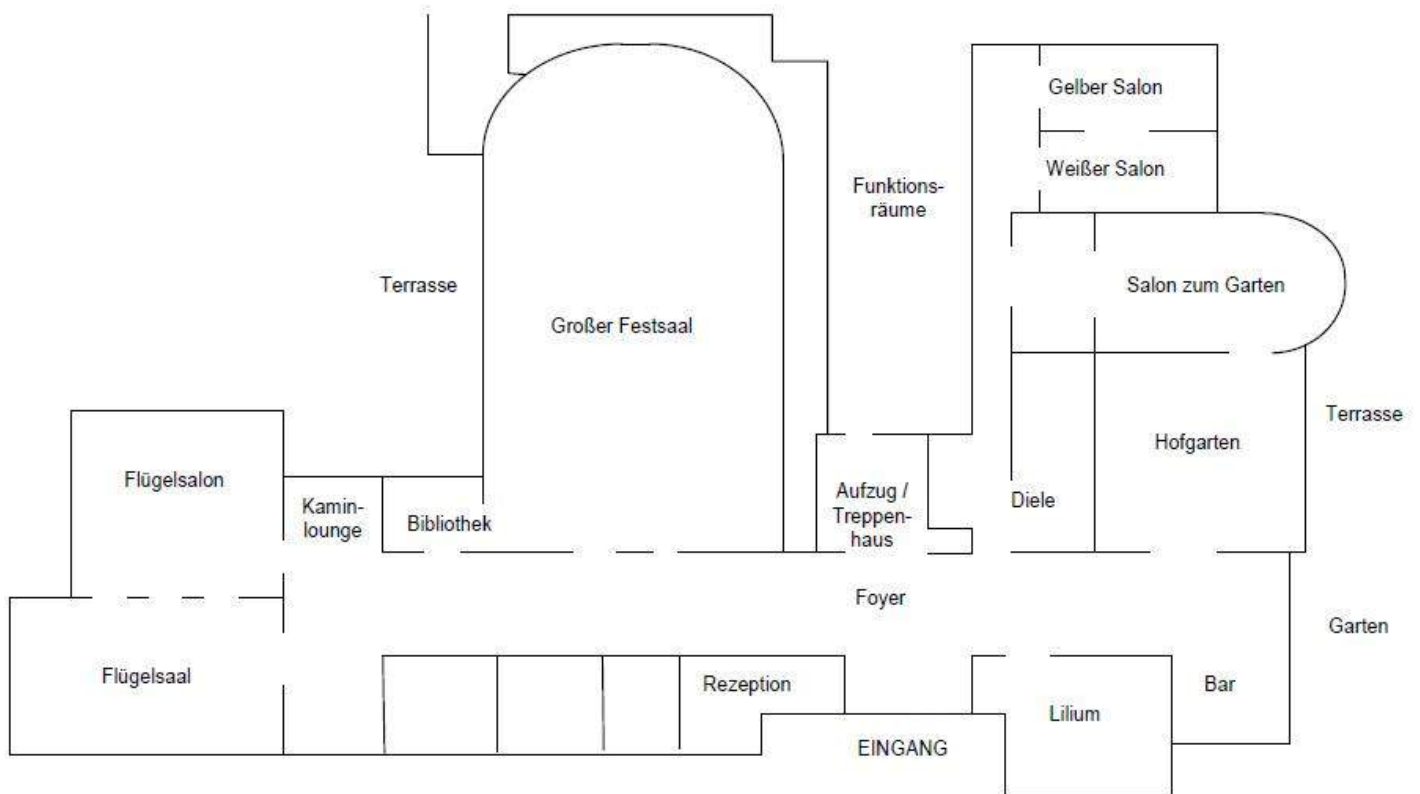 Gelber Salon
Weißer Salon
Funktions-
räume
Terrasse
Salon zum Garten
Großer Festsaal
Terrasse
Hofgarten
Flügelsalon
Kamin-
lounge
Bibliothek
Aufzug /
Treppen-
haus
Diele
Foyer
Garten
Flügelsaal
Rezeption
Bar
Lilium
EINGANG